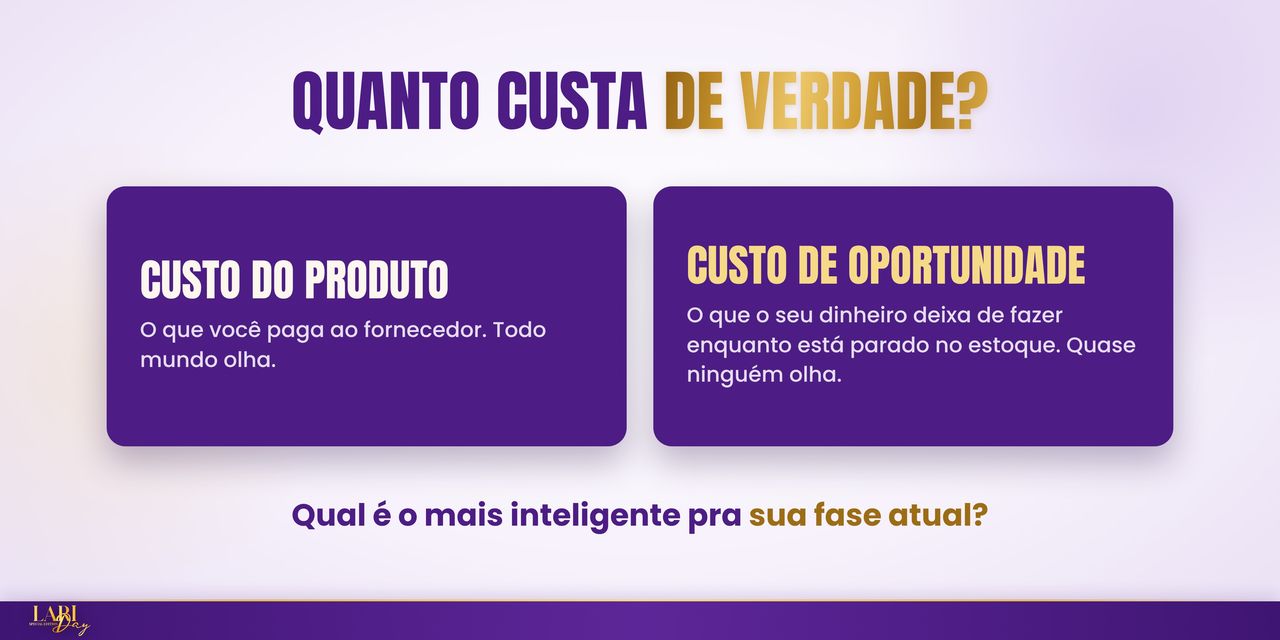 QUANTO CUSTA DE VERDADE?
CUSTO DO PRODUTO
O que você paga ao fornecedor. Todo
mundo olha.
CUSTO DE OPORTUNIDADE
O que o seu dinheiro deixa de fazer
enquanto está parado no estoque. Quase
ninguém olha.
Qual é o mais inteligente pra sua fase atual?
LABI
Day